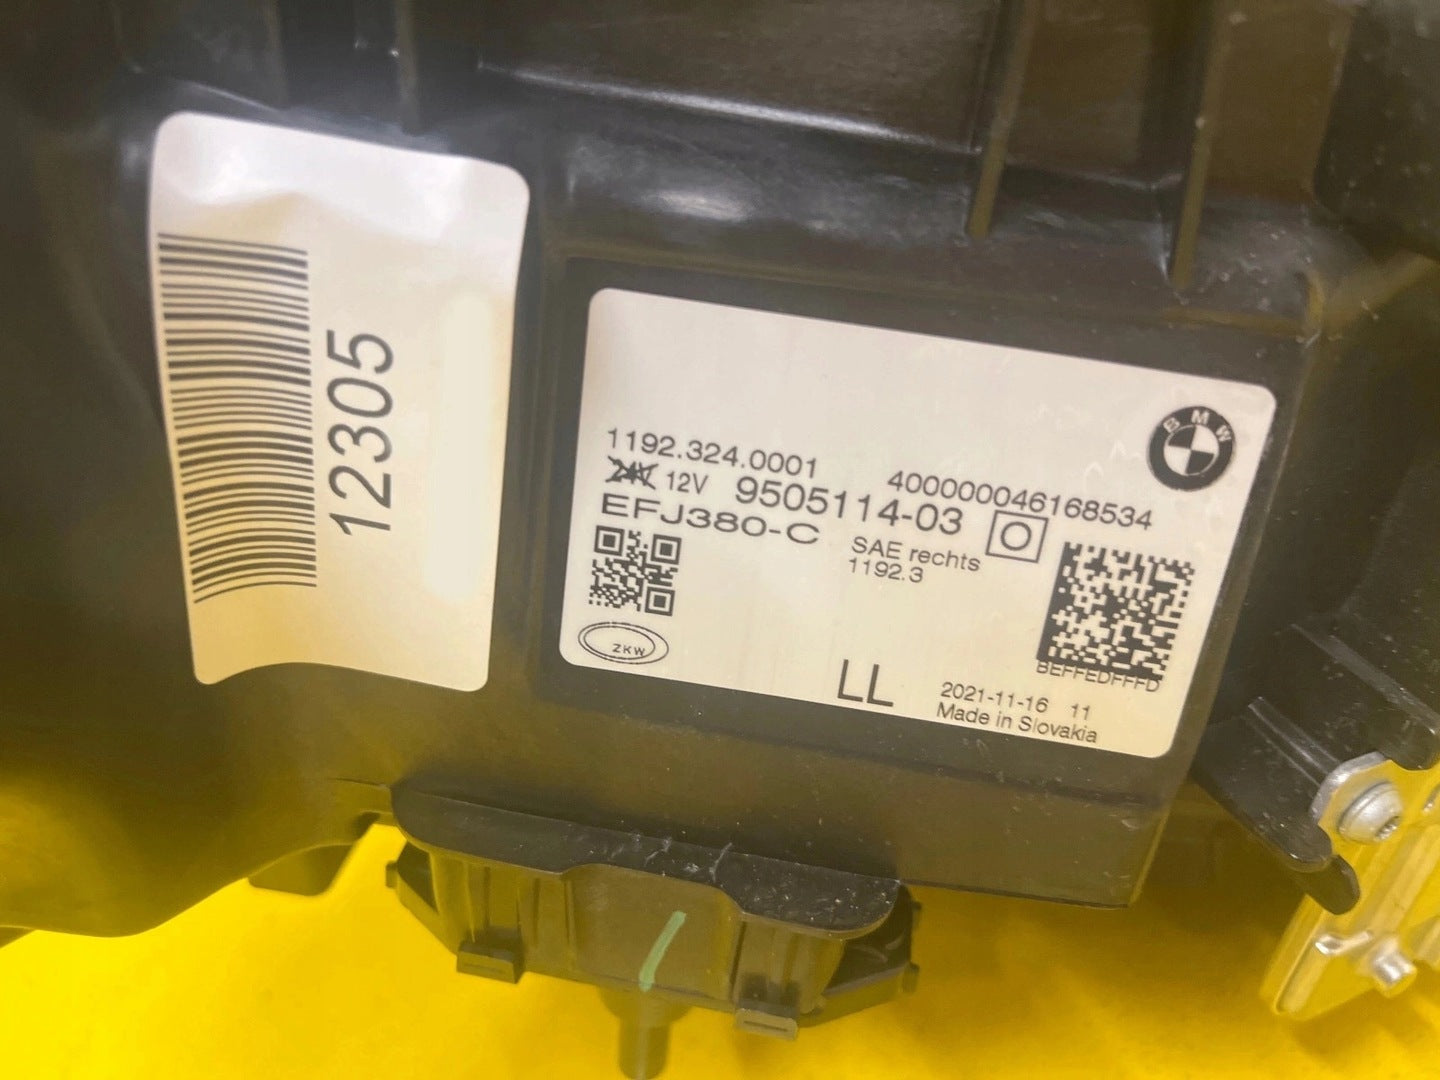 12305
BMW
1192.324.0001
400000046168534
24V 12V 9505114-03
EFJ380-C
O
SAE rechts
1192.3
ZKW
BEFFEDFFFD
LL
2021-11-16 11
Made in Slovakia